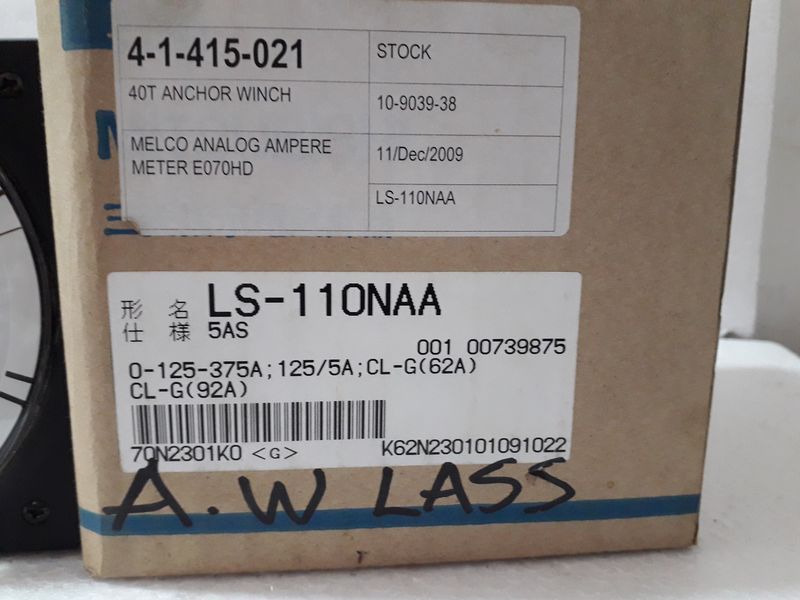 4-1-415-021
STOCK
40T ANCHOR WINCH
10-9039-38
MELCO ANALOG AMPERE
METER E070HD
11/Dec/2009
LS-110NAA
形 名 LS-110NAA
仕 様 5AS
001 00739875
0-125-375A;125/5A;CL-G(62A)
CL-G(92A)
70N2301K0 <G> K62N230101091022
A.W LASS